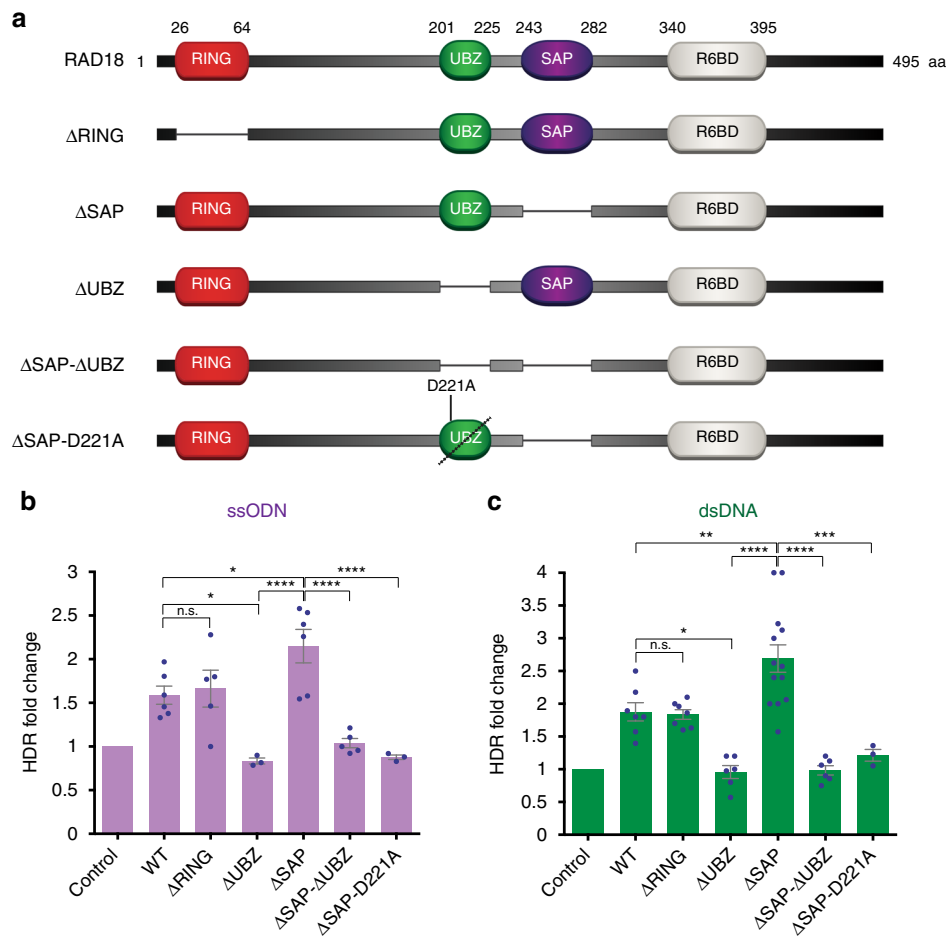 a
26 64 201 225 243 282 340 395
RAD18 1 RING UBZ SAP R6BD 495 aa
ΔRING UBZ SAP R6BD
ΔSAP RING UBZ R6BD
ΔUBZ RING SAP R6BD
ΔSAP-ΔUBZ RING R6BD
D221A
ΔSAP-D221A RING UBZ R6BD
b
ssODN
HDR fold change
3
2.5
2
1.5
1
0.5
0
* ****
* **** ****
n.s.
Control WT ΔRING ΔUBZ ΔSAP ΔSAP-ΔUBZ ΔSAP-D221A
c
dsDNA
HDR fold change
4
3.5
3
2.5
2
1.5
1
0.5
0
** ***
**** ****
*
n.s.
Control WT ΔRING ΔUBZ ΔSAP ΔSAP-ΔUBZ ΔSAP-D221A